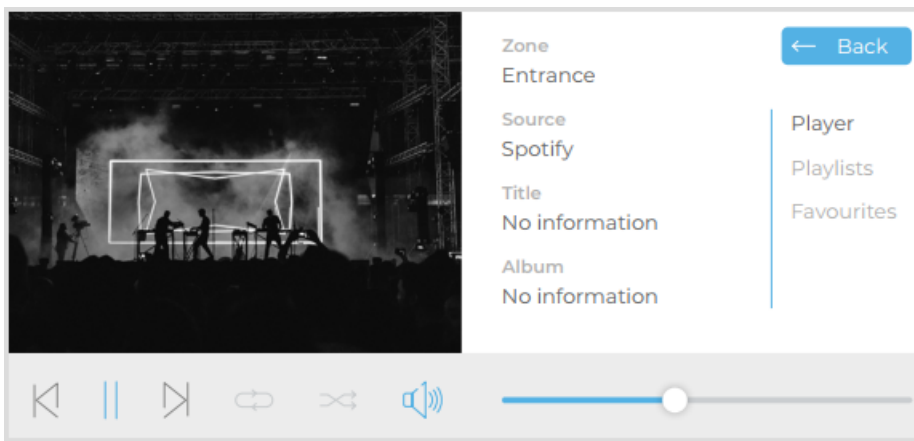 Zone
Entrance
Source
Spotify
Title
No information
Album
No information
← Back
Player
Playlists
Favourites